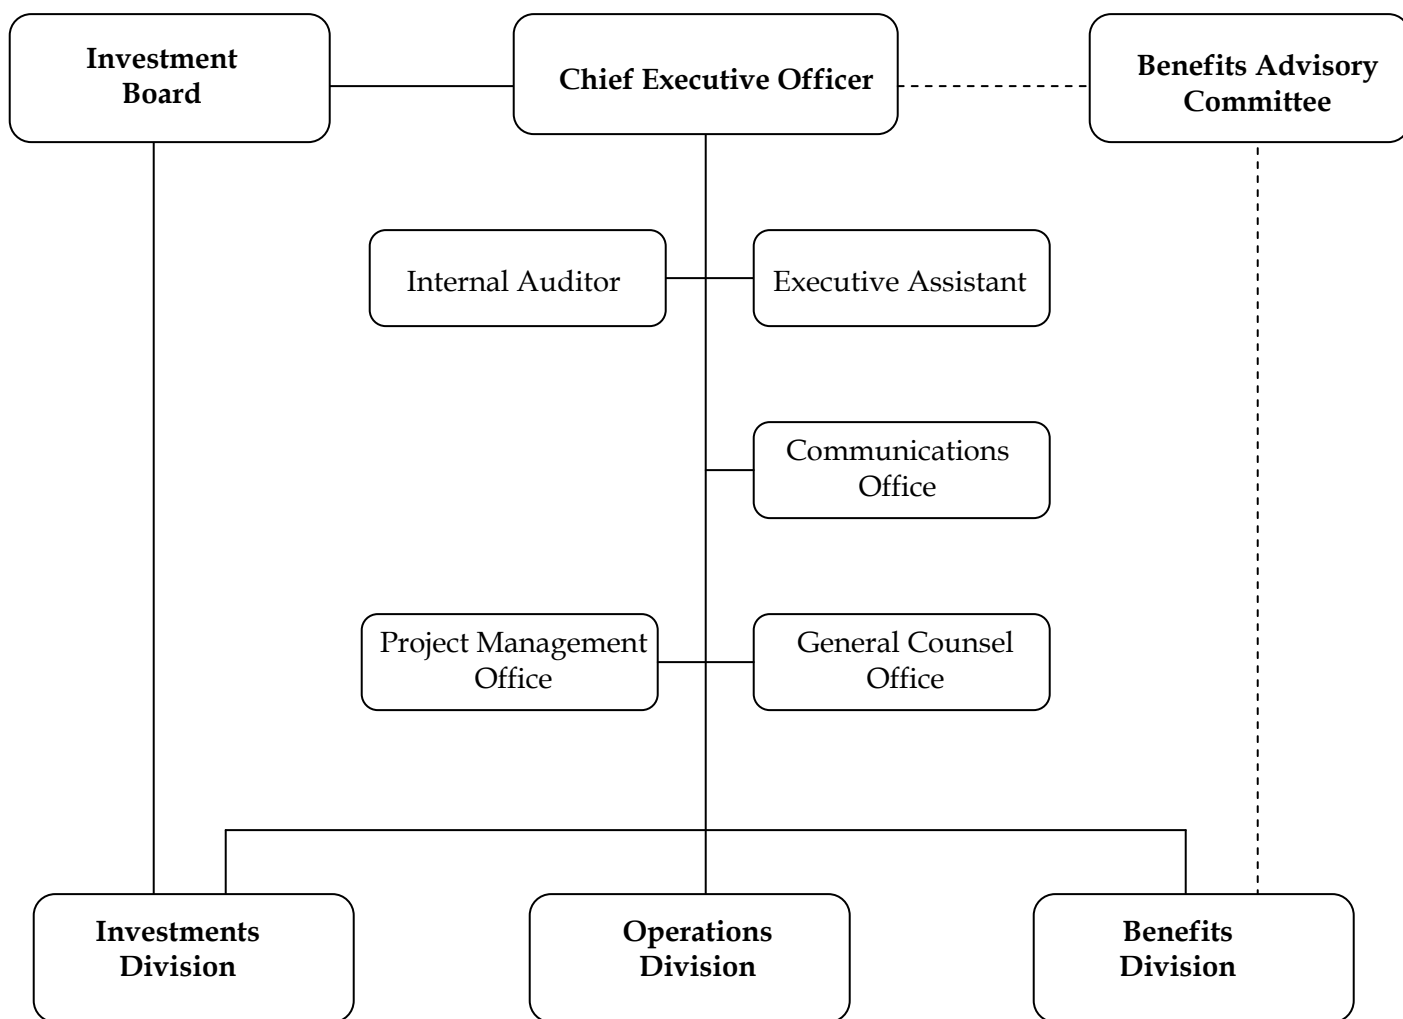 Investment
Board
Chief Executive Officer
Benefits Advisory
Committee
Internal Auditor
Executive Assistant
Communications
Office
Project Management
Office
General Counsel
Office
Investments
Division
Operations
Division
Benefits
Division